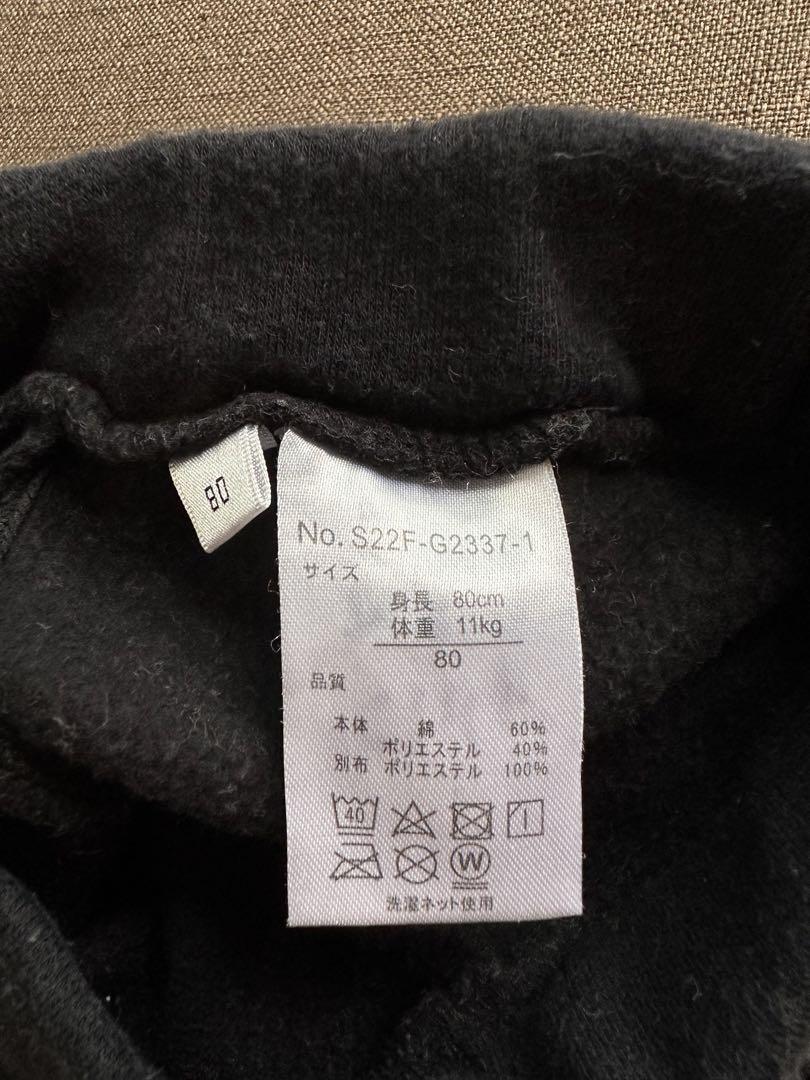 80
No. S22F-G2337-1
サイズ
身長 80cm
体重 11kg
80
品質
本体 綿 60%
ポリエステル 40%
別布 ポリエステル 100%
40
W
洗濯ネット使用